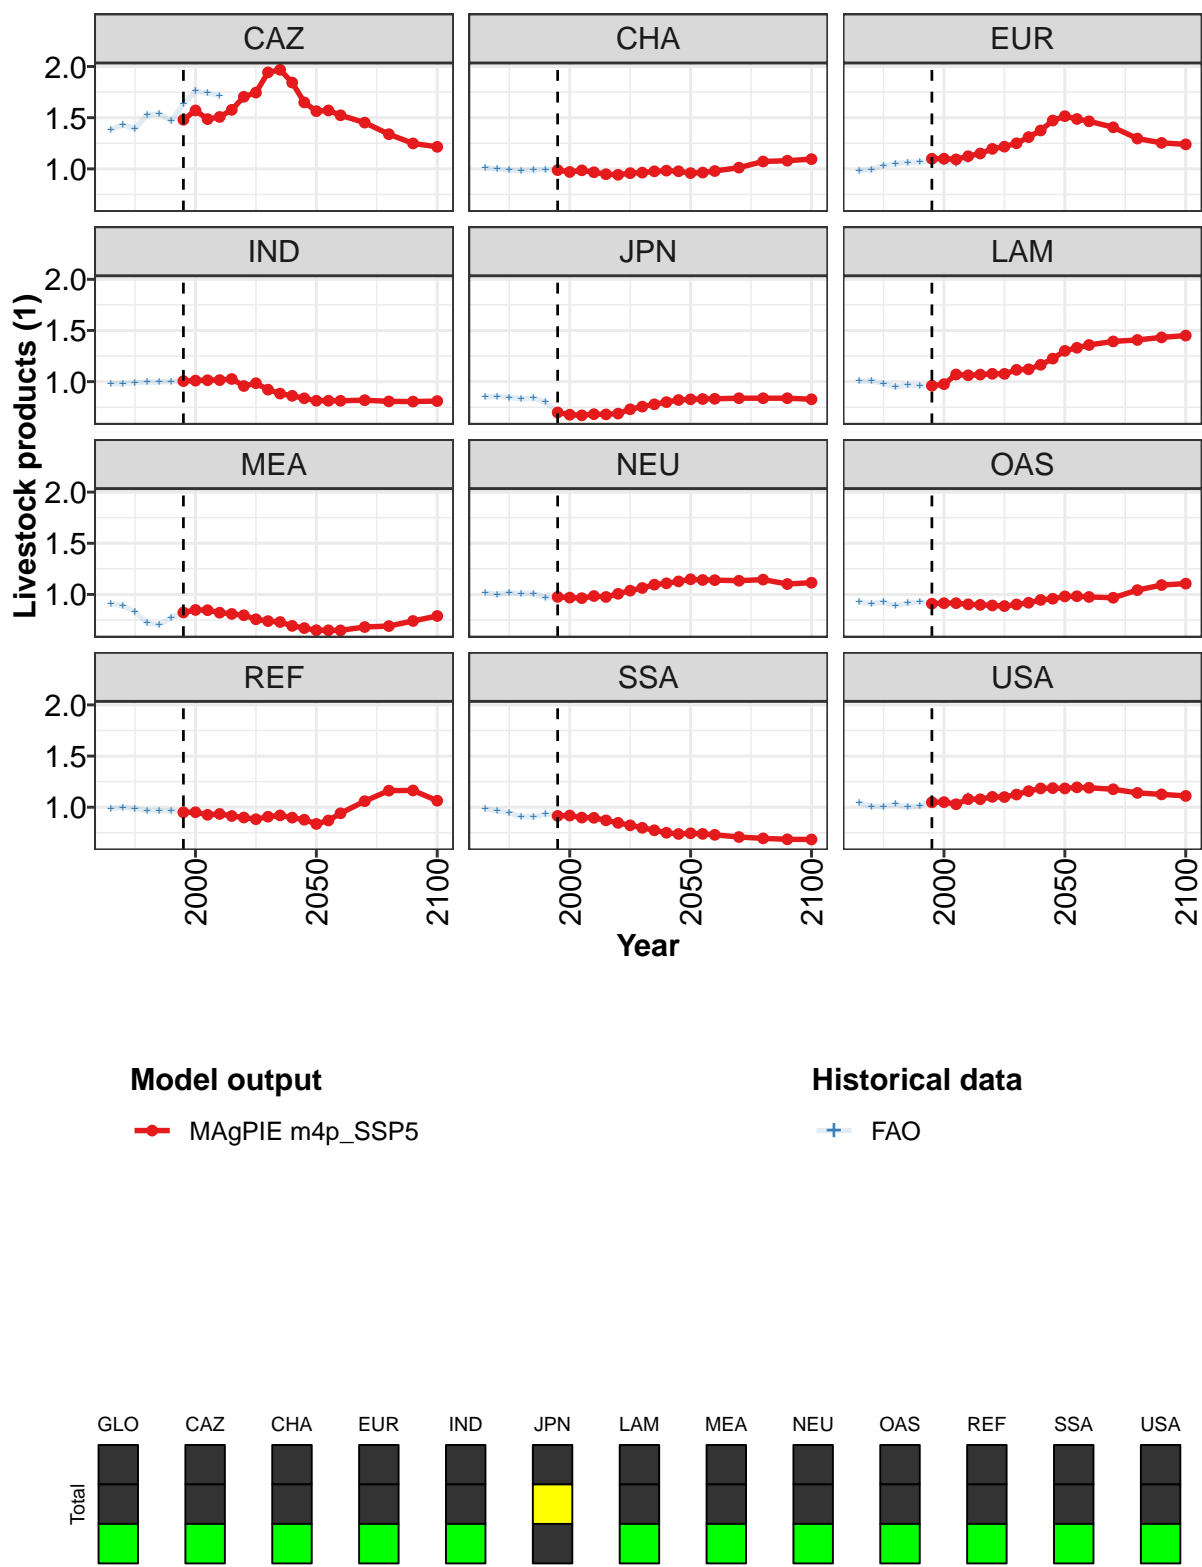 CAZ CHA EUR
2.0
1.5
1.0
IND JPN LAM
2.0
1.5
1.0
MEA NEU OAS
2.0
1.5
1.0
REF SSA USA
2.0
1.5
1.0
Livestock products (1)
2000 2050 2100 2000 2050 2100 2000 2050 2100
Year
Model output Historical data
MAgPIE m4p_SSP5 FAO
GLO CAZ CHA EUR IND JPN LAM MEA NEU OAS REF SSA USA
Total